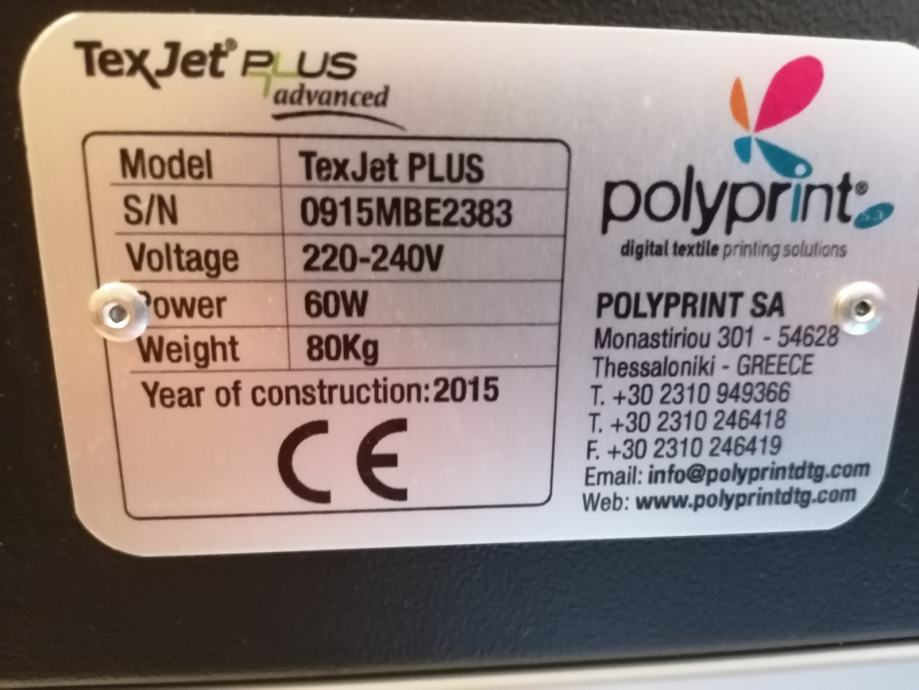 TexJet® PLUS
advanced
Model TexJet PLUS
S/N 0915MBE2383
Voltage 220-240V
Power 60W
Weight 80Kg
Year of construction:2015
CE
polyprint® s.a
digital textile printing solutions
POLYPRINT SA
Monastiriou 301 - 54628
Thessaloniki - GREECE
T. +30 2310 949366
T. +30 2310 246418
F. +30 2310 246419
Email: info@polyprintdtg.com
Web: www.polyprintdtg.com